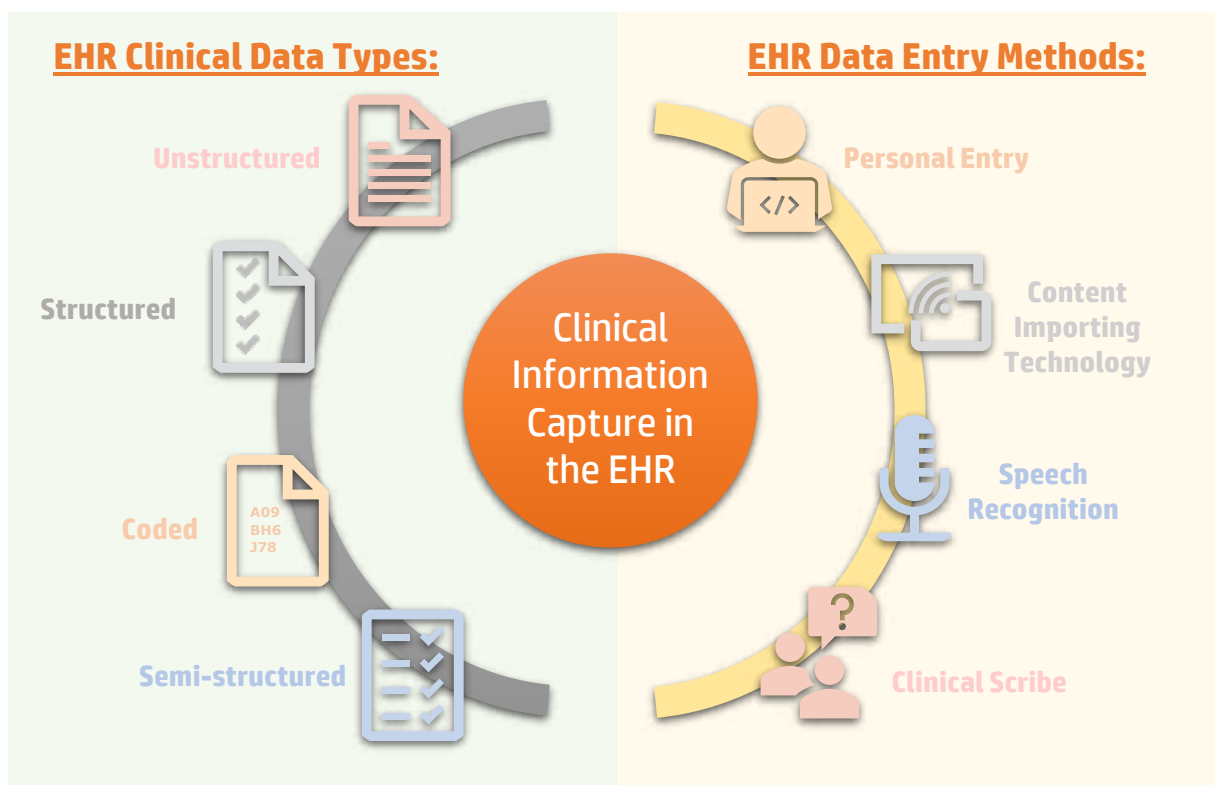 EHR Clinical Data Types:
Unstructured
Structured
Coded
A09
BH6
J78
Semi-structured
Clinical
Information
Capture in
the EHR
EHR Data Entry Methods:
Personal Entry
</>
Content
Importing
Technology
Speech
Recognition
?
Clinical Scribe